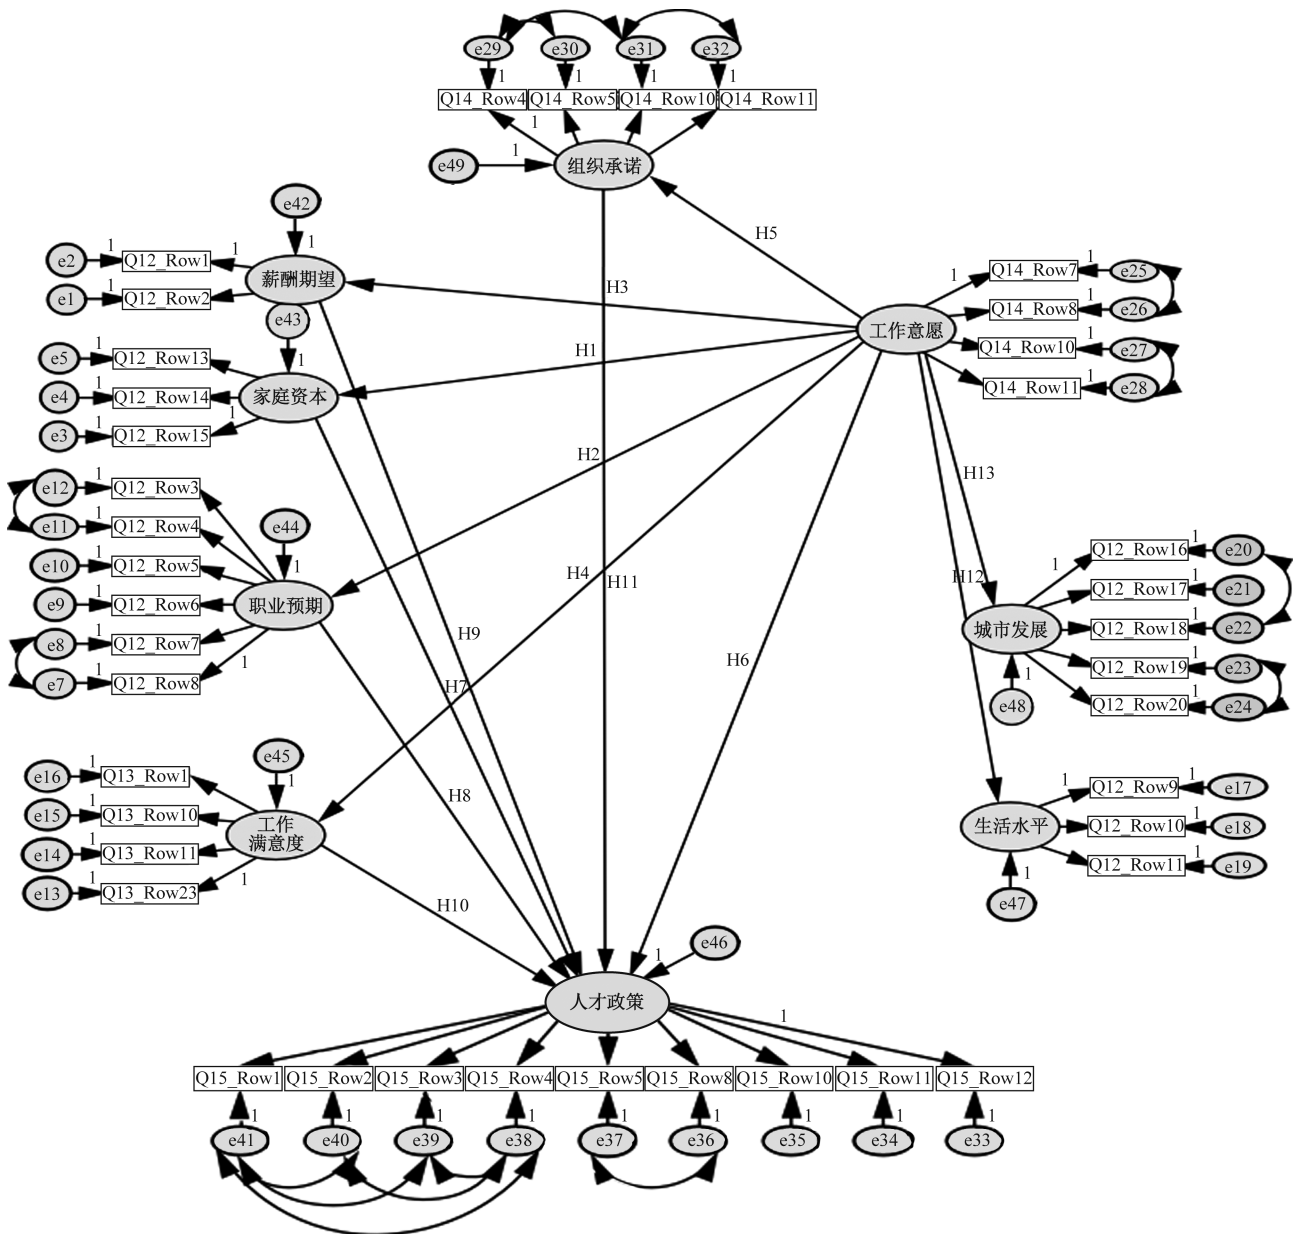 e29 e30 e31 e32
1 1 1 1
Q14_Row4 Q14_Row5 Q14_Row10 Q14_Row11
1
e49 1 组织承诺
e42
1
e2 1 Q12_Row1 1 薪酬期望
e1 1 Q12_Row2
e43
1
e5 1 Q12_Row13
e4 1 Q12_Row14 家庭资本
e3 1 Q12_Row15 1
H5
H3
H1
工作意愿
1 Q14_Row7 1 e25
Q14_Row8 1 e26
Q14_Row10 1 e27
Q14_Row11 1 e28
e12 1 Q12_Row3
e11 1 Q12_Row4
e44
1
e10 1 Q12_Row5
e9 1 Q12_Row6 职业预期
e8 1 Q12_Row7
e7 1 Q12_Row8 1
H2
H13
H4
H11
H12
H9
H7
H6
1 Q12_Row16 1 e20
Q12_Row17 1 e21
城市发展 Q12_Row18 1 e22
Q12_Row19 1 e23
Q12_Row20 1 e24
1
e48
e45
1
e16 1 Q13_Row1
e15 1 Q13_Row10
工作
满意度
e14 1 Q13_Row11
e13 1 Q13_Row23 1
H8
H10
1 Q12_Row9 1 e17
生活水平 Q12_Row10 1 e18
Q12_Row11 1 e19
1
e47
e46
1
人才政策
1
Q15_Row1 Q15_Row2 Q15_Row3 Q15_Row4 Q15_Row5 Q15_Row8 Q15_Row10 Q15_Row11 Q15_Row12
1 1 1 1 1 1 1 1 1
e41 e40 e39 e38 e37 e36 e35 e34 e33